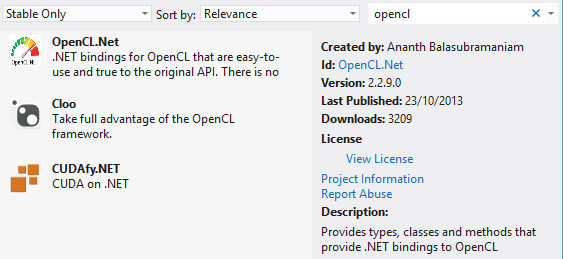 Stable Only
Sort by: Relevance
opencl
OpenCL.Net
.NET bindings for OpenCL that are easy-to-
use and true to the original API. There is no
Cloo
Take full advantage of the OpenCL
framework.
CUDAfy.NET
CUDA on .NET
Created by: Ananth Balasubramaniam
Id: OpenCL.Net
Version: 2.2.9.0
Last Published: 23/10/2013
Downloads: 3209
License
View License
Project Information
Report Abuse
Description:
Provides types, classes and methods that
provide .NET bindings to OpenCL